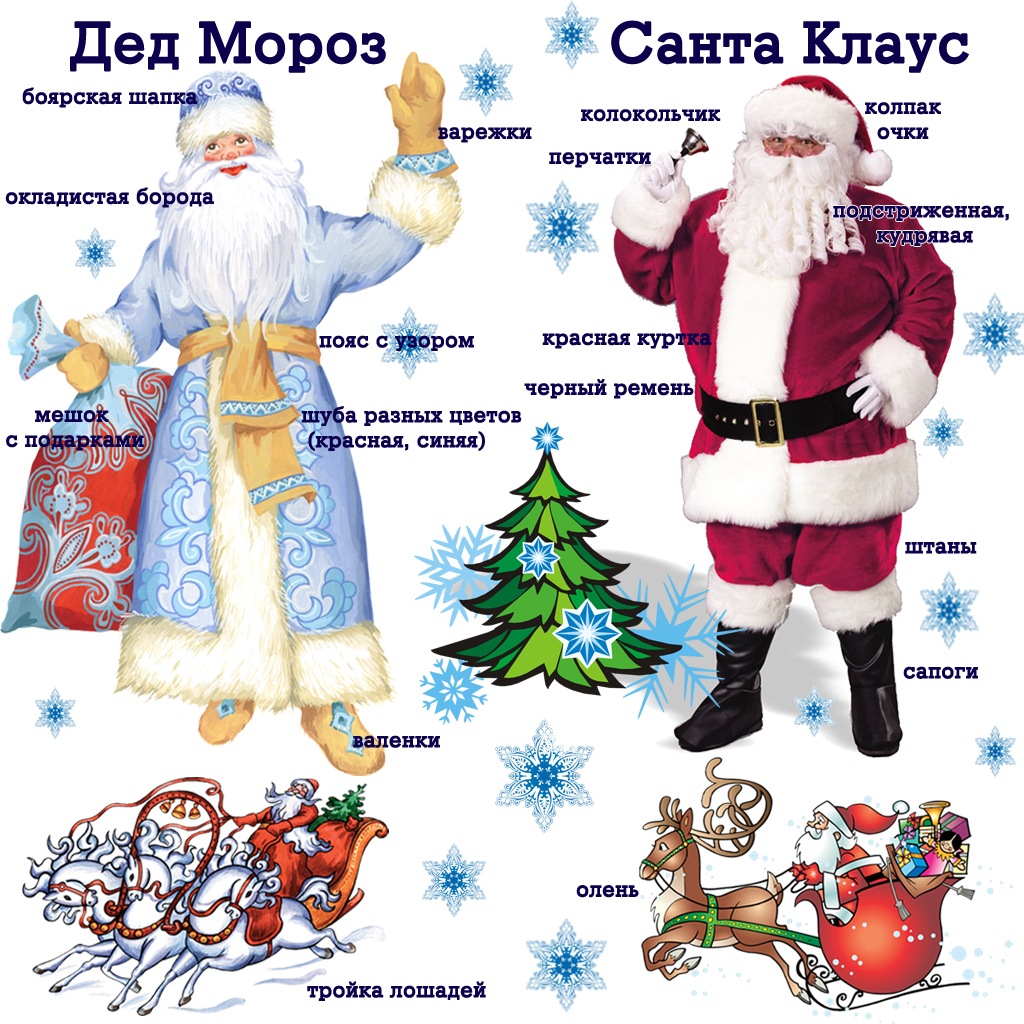 Дед Мороз
Санта Клаус
боярская шапка
варежки
окладистая борода
пояс с узором
мешок
с подарками
шуба разных цветов
(красная, синяя)
валенки
тройка лошадей
колокольчик
колпак
очки
перчатки
подстриженная,
кудрявая
красная куртка
черный ремень
штаны
сапоги
олень